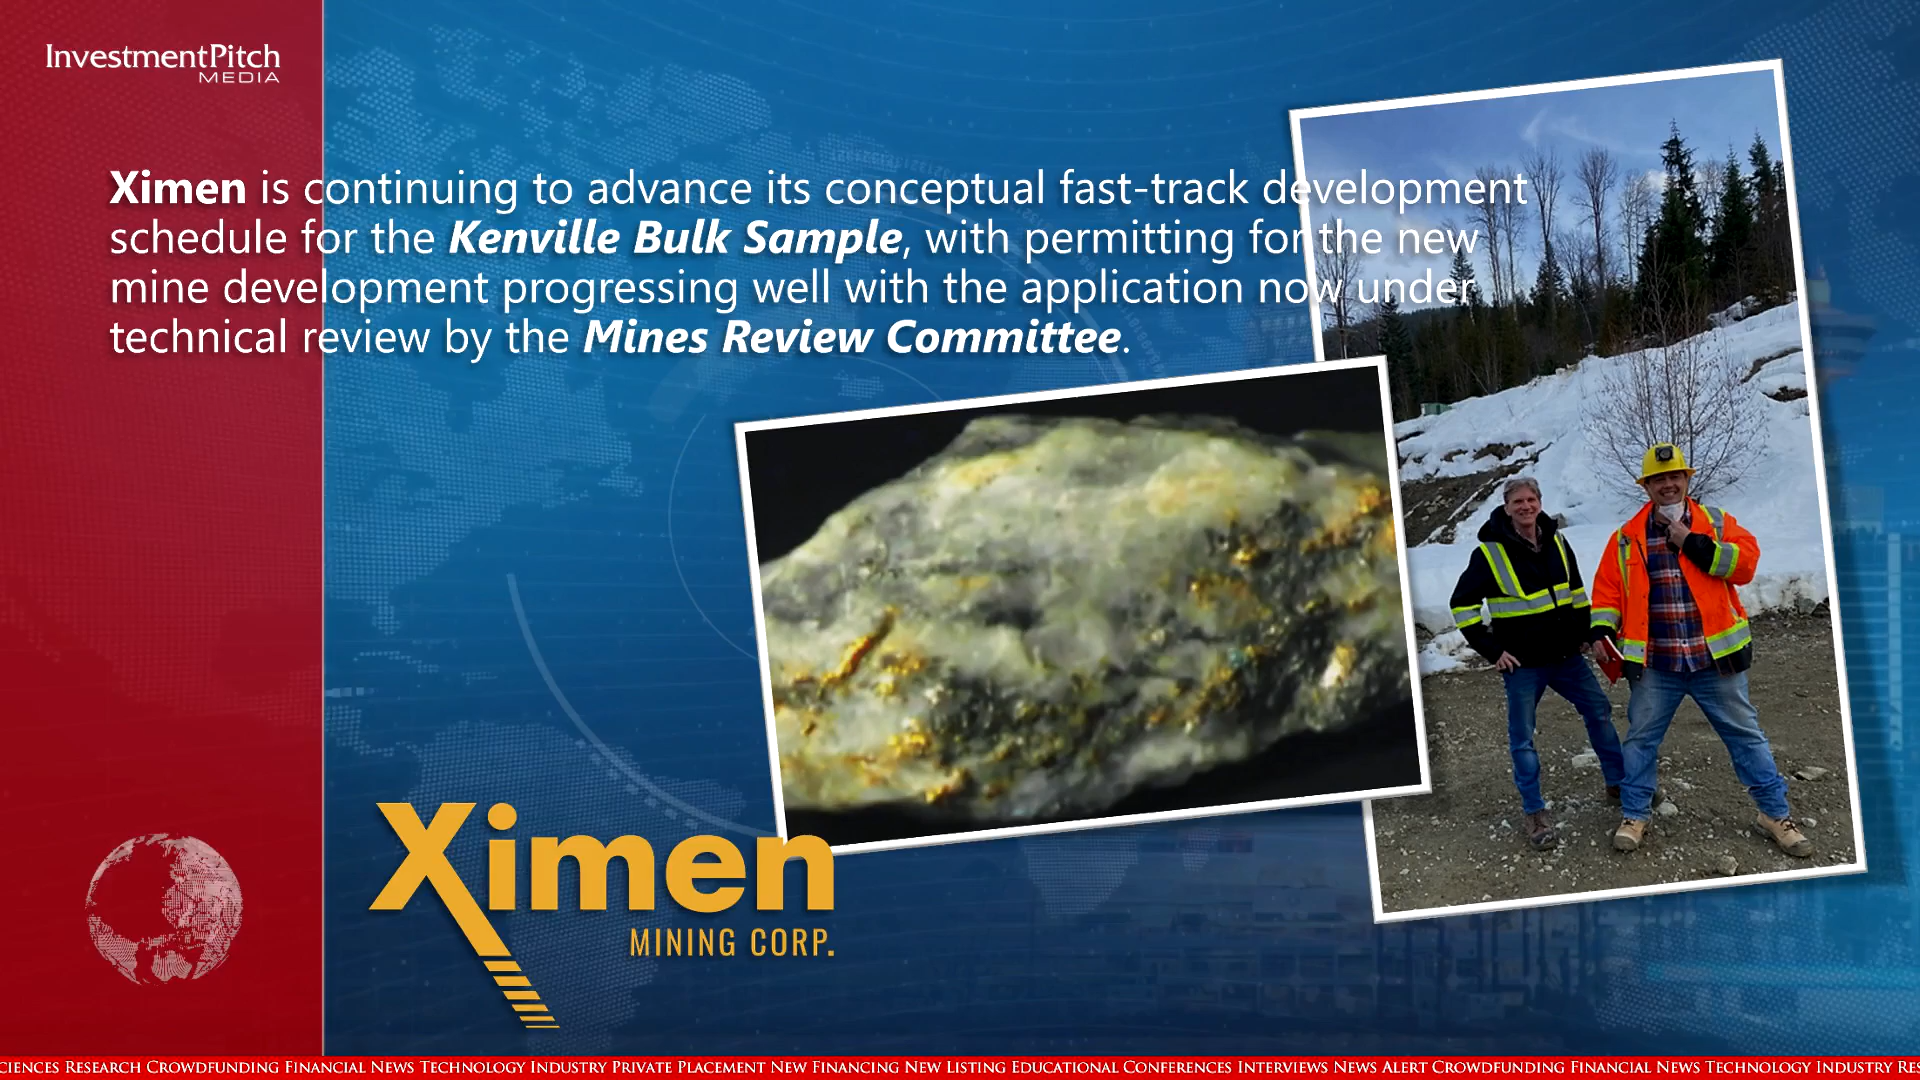 InvestmentPitch
MEDIA
Ximen is continuing to advance its conceptual fast-track development
schedule for the Kenville Bulk Sample, with permitting for the new
mine development progressing well with the application now under
technical review by the Mines Review Committee.
Ximen
MINING CORP.
CIENCES RESEARCH CROWDFUNDING FINANCIAL NEWS TECHNOLOGY INDUSTRY PRIVATE PLACEMENT NEW FINANCING NEW LISTING EDUCATIONAL CONFERENCES INTERVIEWS NEWS ALERT CROWDFUNDING FINANCIAL NEWS TECHNOLOGY INDUSTRY RES